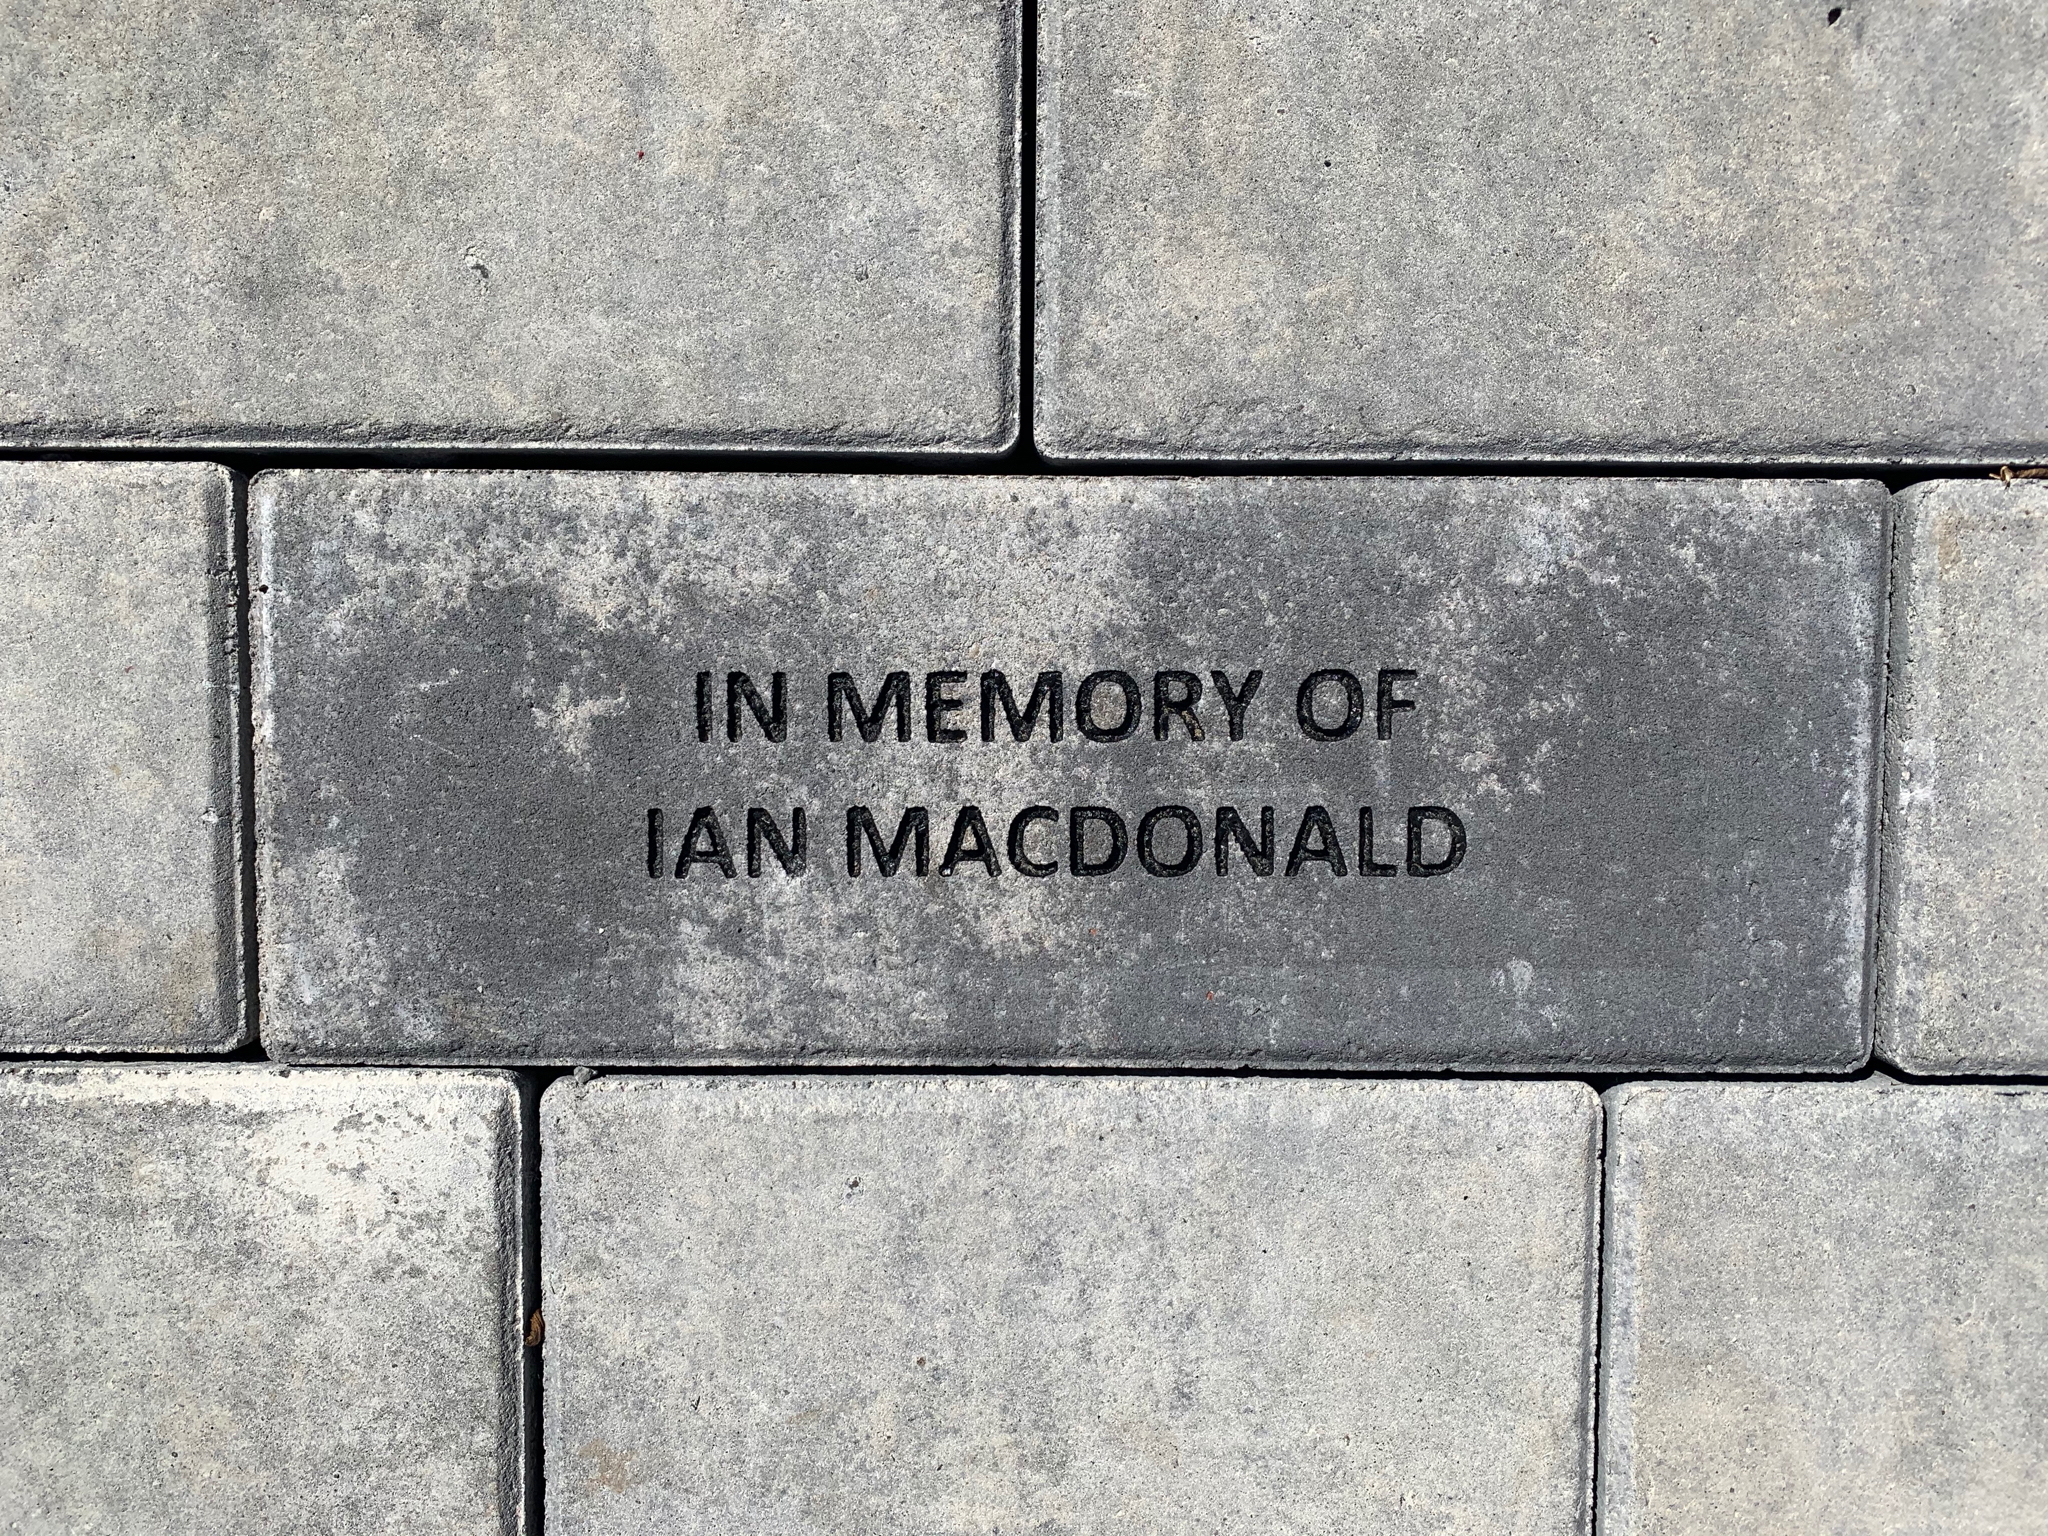 IN MEMORY OF
IAN MACDONALD